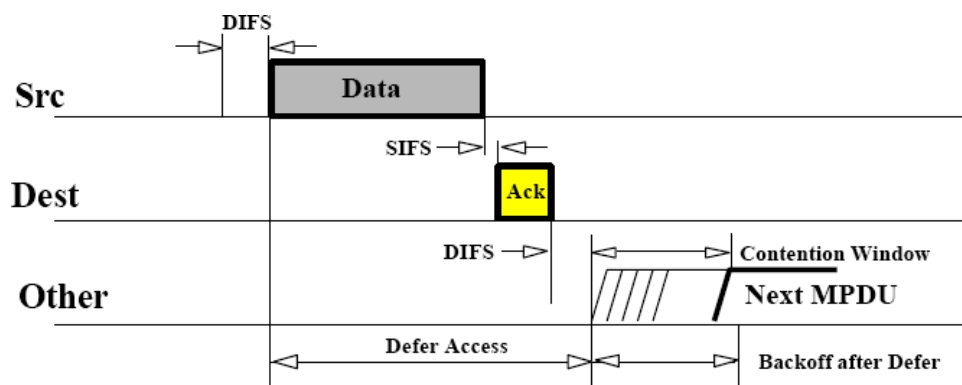 DIFS
Src
Data
SIFS
Dest
Ack
DIFS
Contention Window
Other
Next MPDU
Defer Access
Backoff after Defer